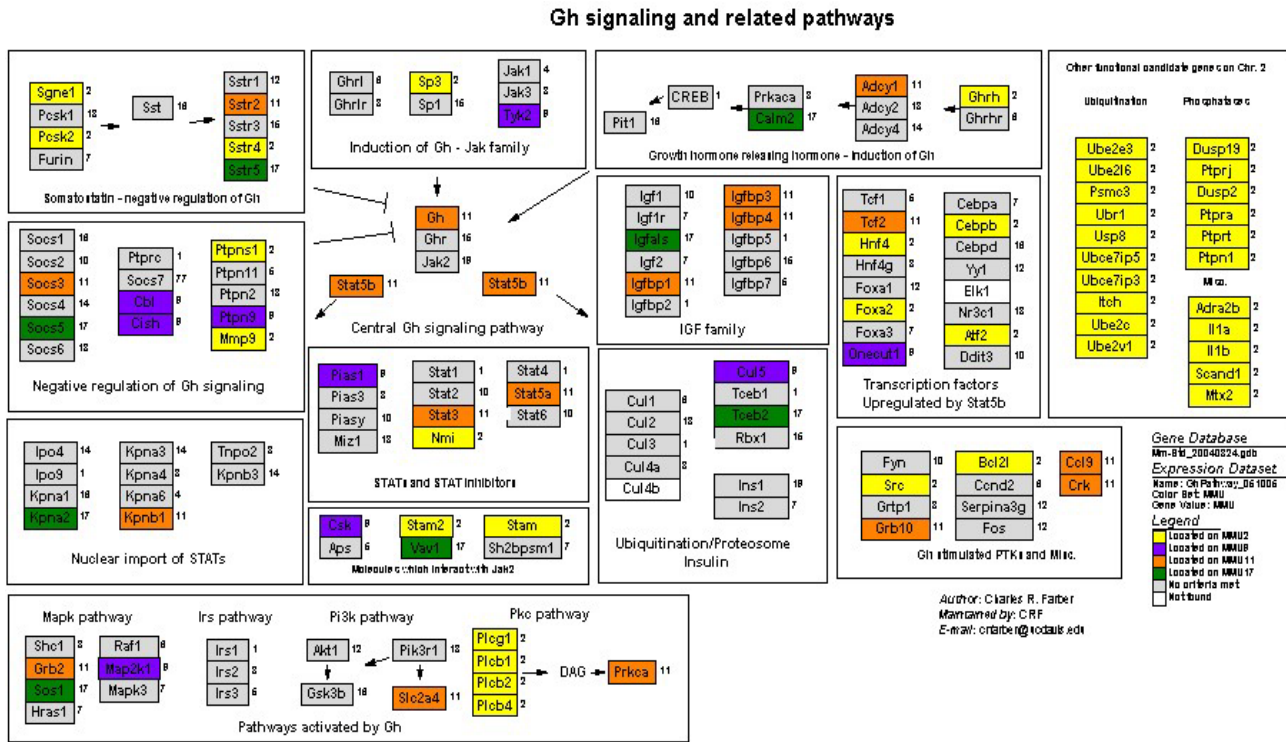 Gh signaling and related pathways
Sgne1 2
Pcsk1 13
Pcsk2 2
Furin 7
Sst 16
Sstr1 12
Sstr2 11
Sstr3 15
Sstr4 2
Sstr5 17
Somatostatin - negative regulation of Gh
Ghrl 6
Ghrlr 3
Sp3 2
Sp1 15
Jak1 4
Jak3 8
Tyk2 9
Induction of Gh - Jak family
Pit1 16
CREB 1
Prkaca 8
Calm2 17
Adcy1 11
Adcy2 13
Adcy4 14
Ghrh 2
Ghrhr 6
Growth hormone releasing hormone - induction of Gh
Other functional candidate genes on Chr. 2
Ubiquitination
Ube2e3 2
Ube2l6 2
Psmc3 2
Ubr1 2
Usp8 2
Ubce7ip5 2
Ubce7ip3 2
Itch 2
Ube2c 2
Ube2v1 2
Phosphatases
Dusp19 2
Ptprj 2
Dusp2 2
Ptpra 2
Ptprt 2
Ptpn1 2
Misc.
Adra2b 2
Il1a 2
Il1b 2
Scand1 2
Mtx2 2
Socs1 16
Socs2 10
Socs3 11
Socs4 14
Socs5 17
Socs6 18
Ptprc 1
Socs7 77
Cbl 9
Cish 9
Ptpns1 2
Ptpn11 5
Ptpn2 18
Ptpn9 9
Mmp9 2
Negative regulation of Gh signaling
Gh 11
Ghr 15
Jak2 19
Stat5b 11
Stat5b 11
Central Gh signaling pathway
Igf1 10
Igf1r 7
Igfals 17
Igf2 7
Igfbp1 11
Igfbp2 1
Igfbp3 11
Igfbp4 11
Igfbp5 1
Igfbp6 15
Igfbp7 5
IGF family
Tcf1 5
Tcf2 11
Hnf4 2
Hnf4g 3
Foxa1 12
Foxa2 2
Foxa3 7
Onecut1 9
Cebpa 7
Cebpb 2
Cebpd 16
Yy1 12
Elk1
Nr3c1 18
Atf2 2
Ddit3 10
Transcription factors
Upregulated by Stat5b
Pias1 9
Pias3 3
Piasy 10
Miz1 18
Stat1 1
Stat2 10
Stat3 11
Nmi 2
Stat4 1
Stat5a 11
Stat6 10
STATs and STAT inhibitors
Cul1 6
Cul2 18
Cul3 1
Cul4a 8
Cul4b
Cul5 9
Tceb1 1
Tceb2 17
Rbx1 15
Ins1 19
Ins2 7
Ubiquitination/Proteosome
Insulin
Ipo4 14
Ipo9 1
Kpna1 16
Kpna2 17
Kpna3 14
Kpna4 3
Kpna6 4
Kpnb1 11
Tnpo2 8
Kpnb3 14
Nuclear import of STATs
Csk 9
Aps 5
Stam2 2
Vav1 17
Stam 2
Sh2bpsm1 7
Molecules which interact with Jak2
Fyn 10
Src 2
Grtp1 8
Grb10 11
Bcl2l 2
Ccnd2 6
Serpina3g 12
Fos 12
Ccl9 11
Crk 11
Gh stimulated PTKs and Misc.
Gene Database
Mm-Std_20040824.gdb
Expression Dataset
Name: GhPathway_051006
Color Set: MMU
Gene Value: MMU
Legend
Located on MMU2
Located on MMU9
Located on MMU11
Located on MMU17
No criteria met
Not found
Author: Charles R. Farber
Maintained by: CRF
E-mail: crfarber@ucdavis.edu
Mapk pathway
Shc1 3
Grb2 11
Sos1 17
Hras1 7
Raf1 6
Map2k1 9
Mapk3 7
Irs pathway
Irs1 1
Irs2 8
Irs3 5
Pi3k pathway
Akt1 12
Gsk3b 16
Pik3r1 13
Slc2a4 11
Pkc pathway
Plcg1 2
Plcb1 2
Plcb2 2
Plcb4 2
DAG
Prkca 11
Pathways activated by Gh